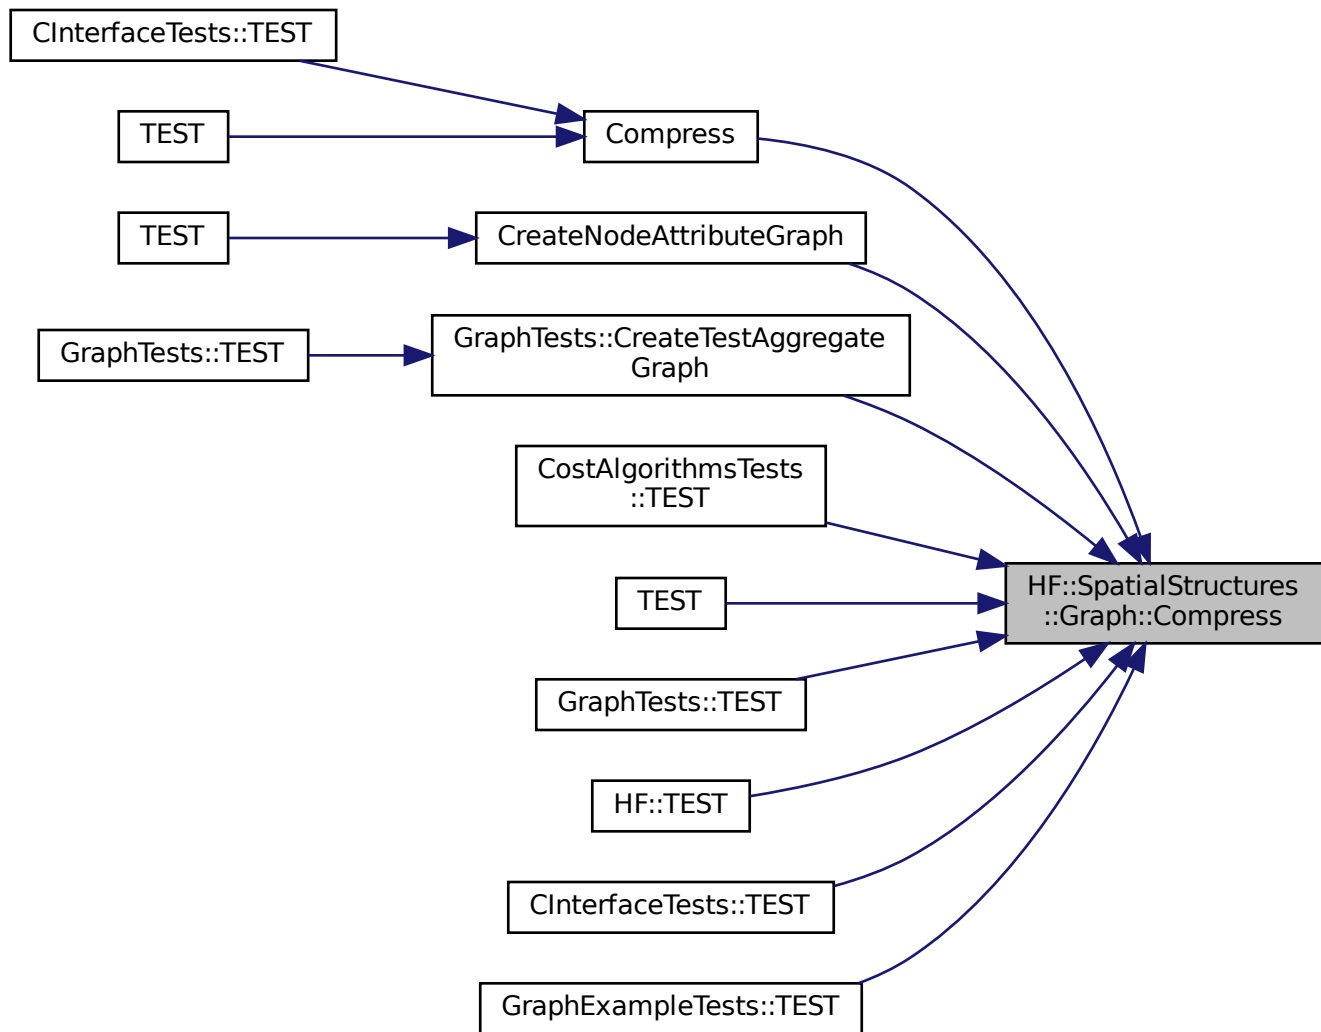 CInterfaceTests::TEST
TEST
Compress
TEST
CreateNodeAttributeGraph
GraphTests::TEST
GraphTests::CreateTestAggregate
Graph
CostAlgorithmsTests
::TEST
HF::SpatialStructures
::Graph::Compress
TEST
GraphTests::TEST
HF::TEST
CInterfaceTests::TEST
GraphExampleTests::TEST